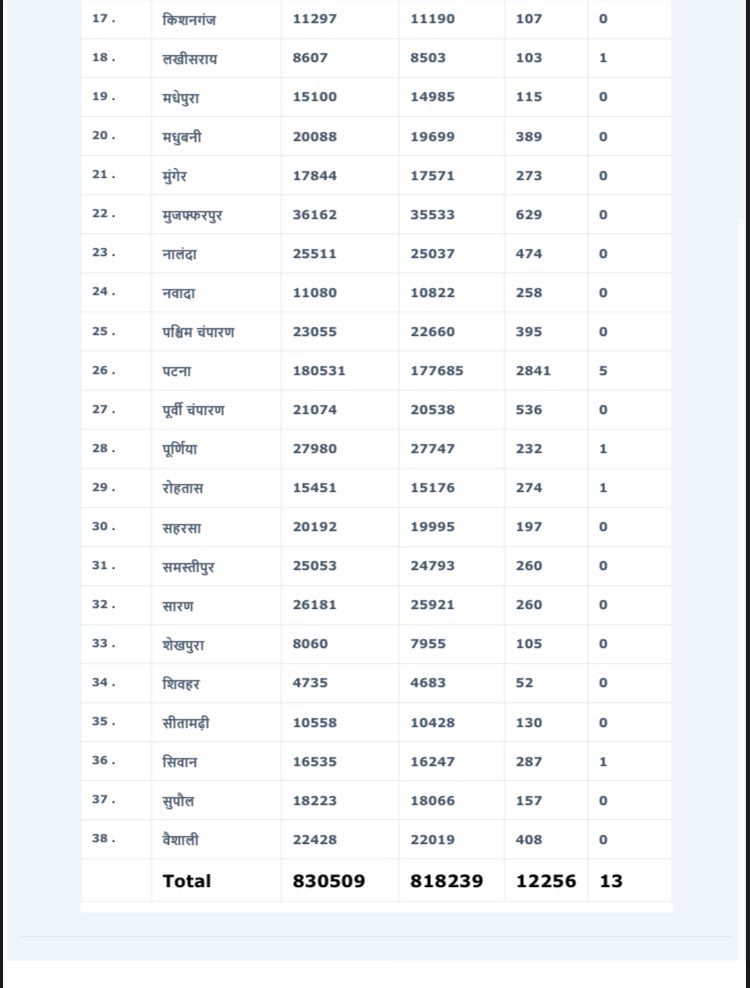 17. किशनगंज 11297 11190 107 0
18. लखीसराय 8607 8503 103 1
19. मधेपुरा 15100 14985 115 0
20. मधुबनी 20088 19699 389 0
21. मुंगेर 17844 17571 273 0
22. मुजफ्फरपुर 36162 35533 629 0
23. नालंदा 25511 25037 474 0
24. नवादा 11080 10822 258 0
25. पश्चिम चंपारण 23055 22660 395 0
26. पटना 180531 177685 2841 5
27. पूर्वी चंपारण 21074 20538 536 0
28. पूर्णिया 27980 27747 232 1
29. रोहतास 15451 15176 274 1
30. सहरसा 20192 19995 197 0
31. समस्तीपुर 25053 24793 260 0
32. सारण 26181 25921 260 0
33. शेखपुरा 8060 7955 105 0
34. शिवहर 4735 4683 52 0
35. सीतामढ़ी 10558 10428 130 0
36. सिवान 16535 16247 287 1
37. सुपौल 18223 18066 157 0
38. वैशाली 22428 22019 408 0
Total 830509 818239 12256 13